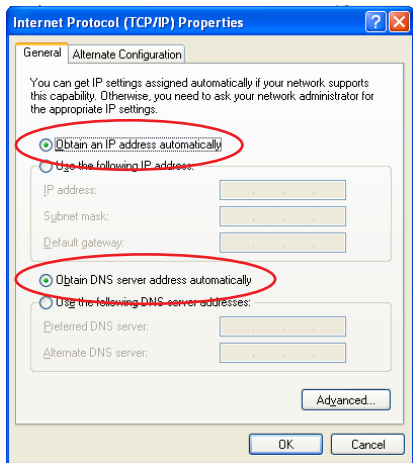 Internet Protocol (TCP/IP) Properties
General Alternate Configuration
You can get IP settings assigned automatically if your network supports
this capability. Otherwise, you need to ask your network administrator for
the appropriate IP settings.
Obtain an IP address automatically
Use the following IP address:
IP address:
Subnet mask:
Default gateway:
Obtain DNS server address automatically
Use the following DNS server addresses:
Preferred DNS server:
Alternate DNS server:
Advanced...
OK Cancel